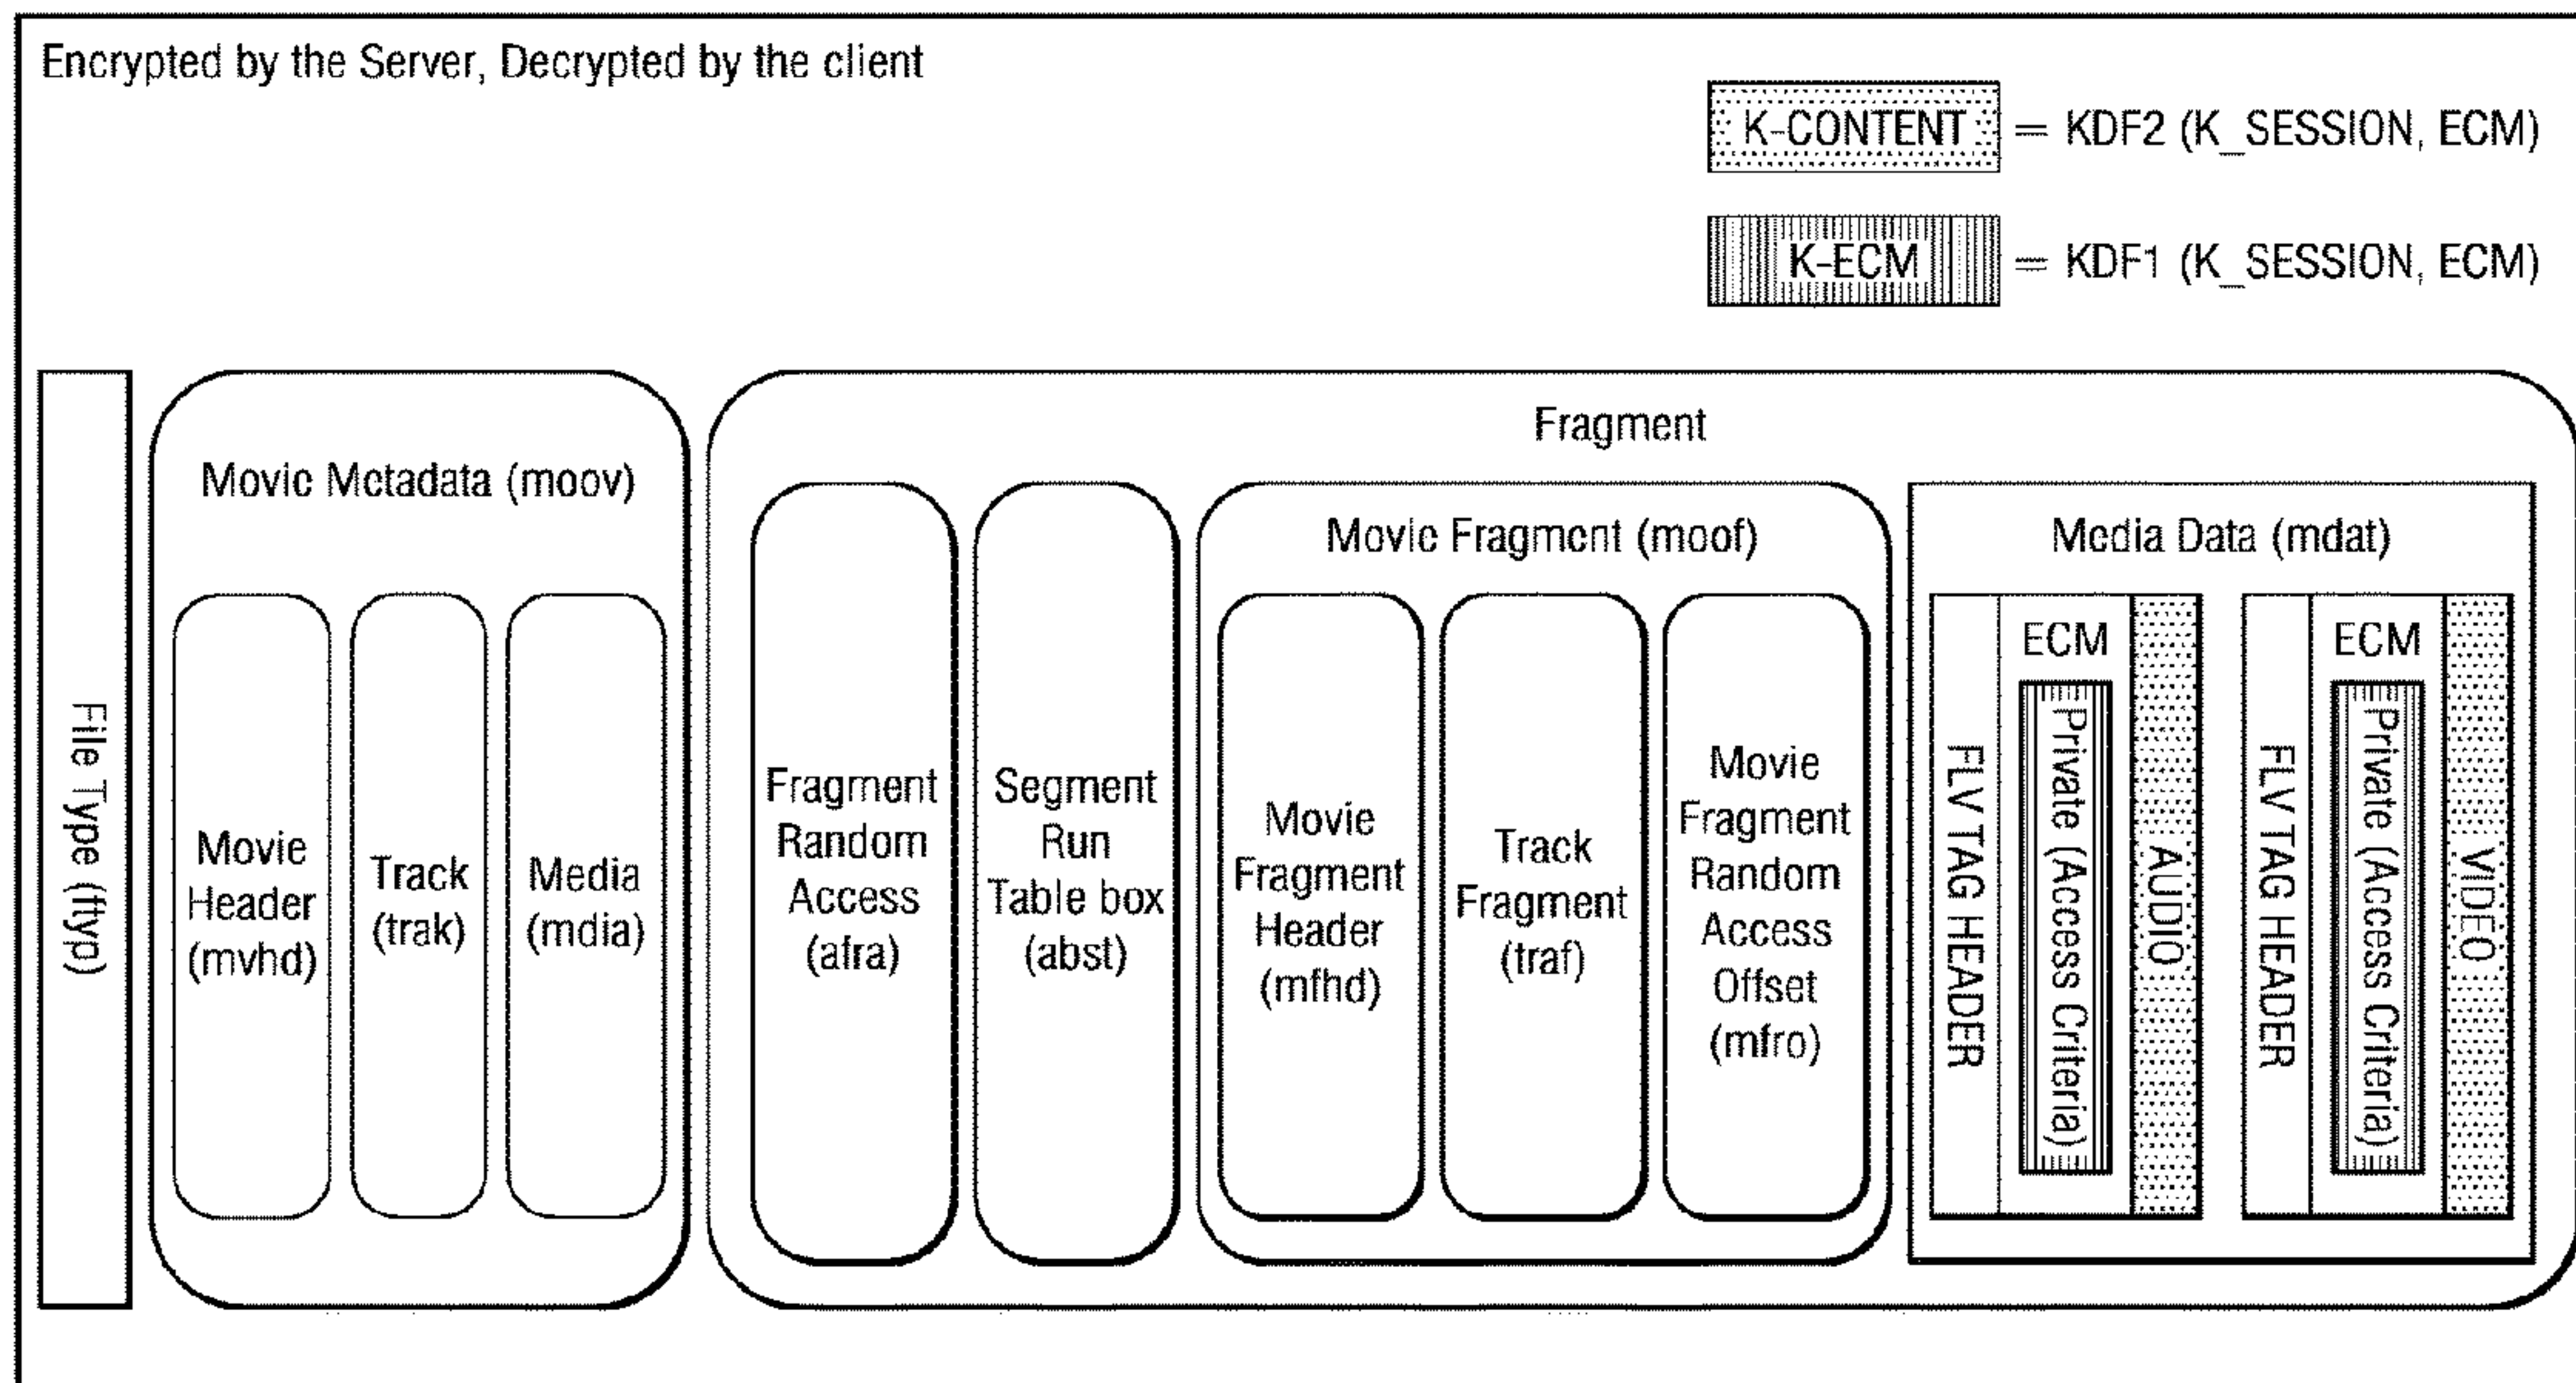 Encrypted by the Server, Decrypted by the client
K-CONTENT = KDF2 (K_SESSION, ECM)
K-ECM = KDF1 (K_SESSION, ECM)
File Type (ftyp)
Movie Metadata (moov)
Movie
Header
(mvhd)
Track
(trak)
Media
(mdia)
Fragment
Fragment
Random
Access
(afra)
Segment
Run
Table box
(abst)
Movie Fragment (moof)
Movie
Fragment
Header
(mfhd)
Track
Fragment
(traf)
Movie
Fragment
Random
Access
Offset
(mfro)
Media Data (mdat)
FLV TAG HEADER
ECM
Private (Access Criteria)
AUDIO
FLV TAG HEADER
ECM
Private (Access Criteria)
VIDEO